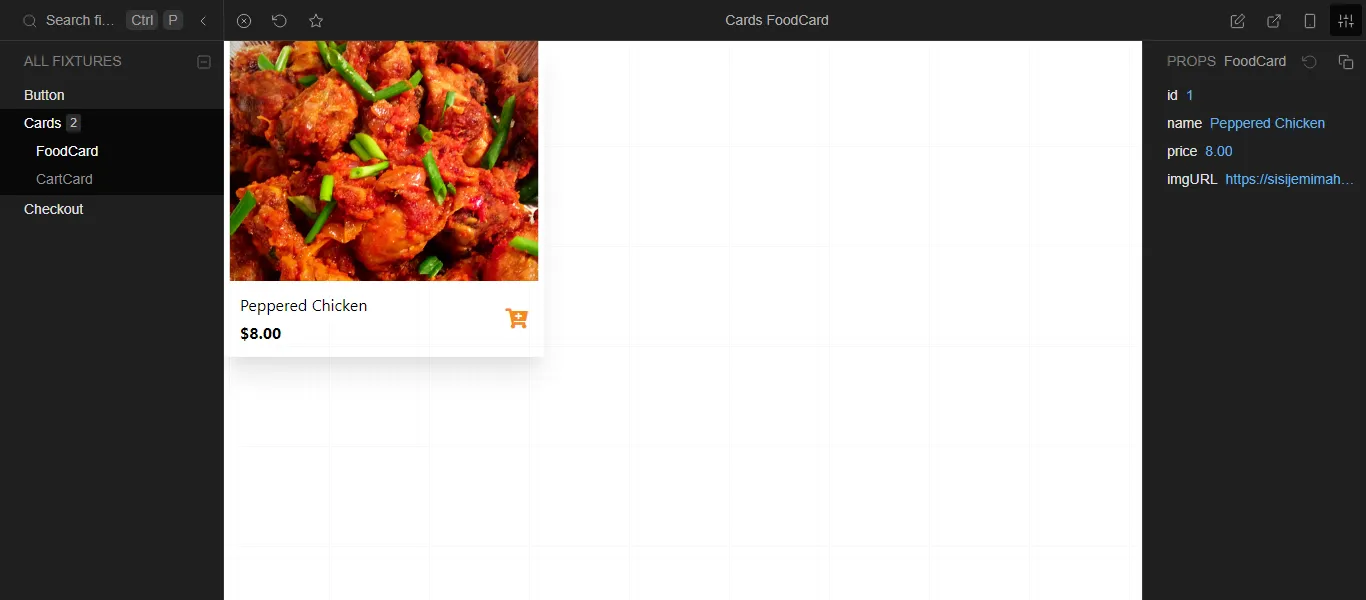 Search fi... Ctrl P
Cards FoodCard
ALL FIXTURES
Button
Cards 2
FoodCard
CartCard
Checkout
Peppered Chicken
$8.00
PROPS FoodCard
id 1
name Peppered Chicken
price 8.00
imgURL https://sisijemimah...